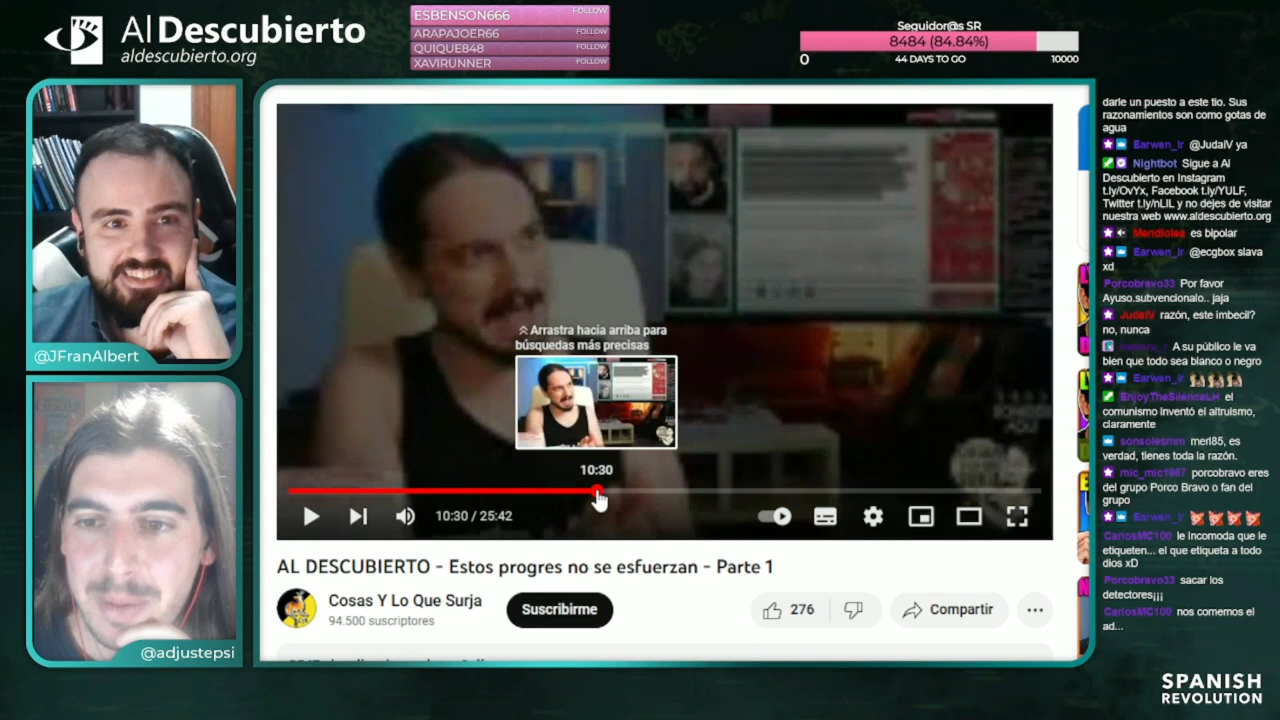 Al Descubierto
aldescubierto.org
ESBENSON666 FOLLOW
ARAPAJOER66 FOLLOW
QUIQUE848 FOLLOW
XAVIRUNNER FOLLOW
Seguidor@s SR
8484 (84.84%)
0 44 DAYS TO GO 10000
@JFranAlbert
@adjustepsi
Arrastra hacia arriba para
búsquedas más precisas
10:30
10:30 / 25:42
AL DESCUBIERTO - Estos progres no se esfuerzan - Parte 1
Cosas Y Lo Que Surja
94.500 suscriptores
Suscribirme
276
Compartir
darle un puesto a este tio. Sus
razonamientos son como gotas de
agua
Earwen_ir @JudaIV ya
Nightbot Sigue a Al
Descubierto en Instagram
t.ly/OvYx, Facebook t.ly/YULF,
Twitter t.ly/nLIL y no dejes de visitar
nuestra web www.aldescubierto.org
Mendiolea es bipolar
Earwen_ir @ecgbox slava
xd
Porcobravo33 Por favor
Ayuso.subvencionalo.. jaja
JudaIV razón, este imbecil?
no, nunca
A su público le va
bien que todo sea blanco o negro
Earwen_ir
EnjoyTheSilenceLH el
comunismo inventó el altruismo,
claramente
sonsolesmm merl85, es
verdad, tienes toda la razón.
mic_mic1967 porcobravo eres
del grupo Porco Bravo o fan del
grupo
Earwen_ir
CarlosMC100 le incomoda que le
etiqueten... el que etiqueta a todo
dios xD
Porcobravo33 sacar los
detectores¡¡¡
CarlosMC100 nos comemos el
ad...
SPANISH
REVOLUTION